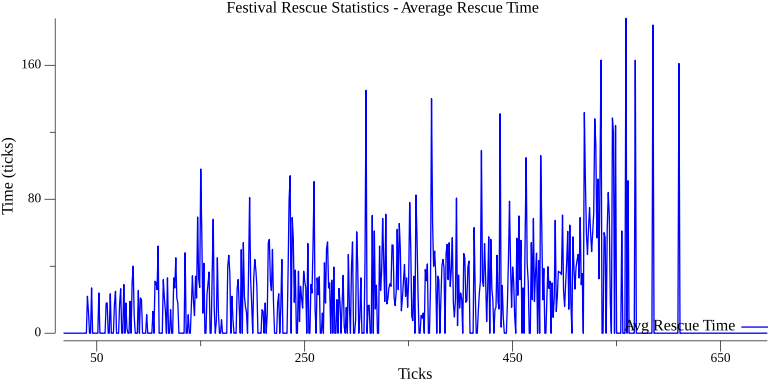 Festival Rescue Statistics - Average Rescue Time
160
80
0
Time (ticks)
Avg Rescue Time
50
250
450
650
Ticks